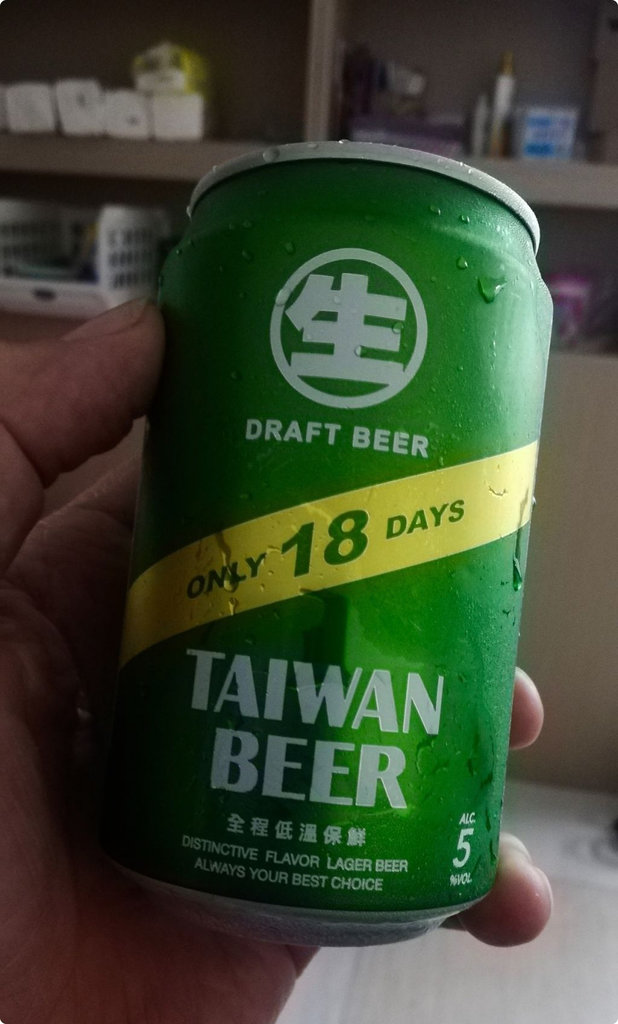 生
DRAFT BEER
ONLY 18 DAYS
TAIWAN
BEER
全程低溫保鮮
DISTINCTIVE FLAVOR LAGER BEER
ALWAYS YOUR BEST CHOICE
ALC.
5
%VOL